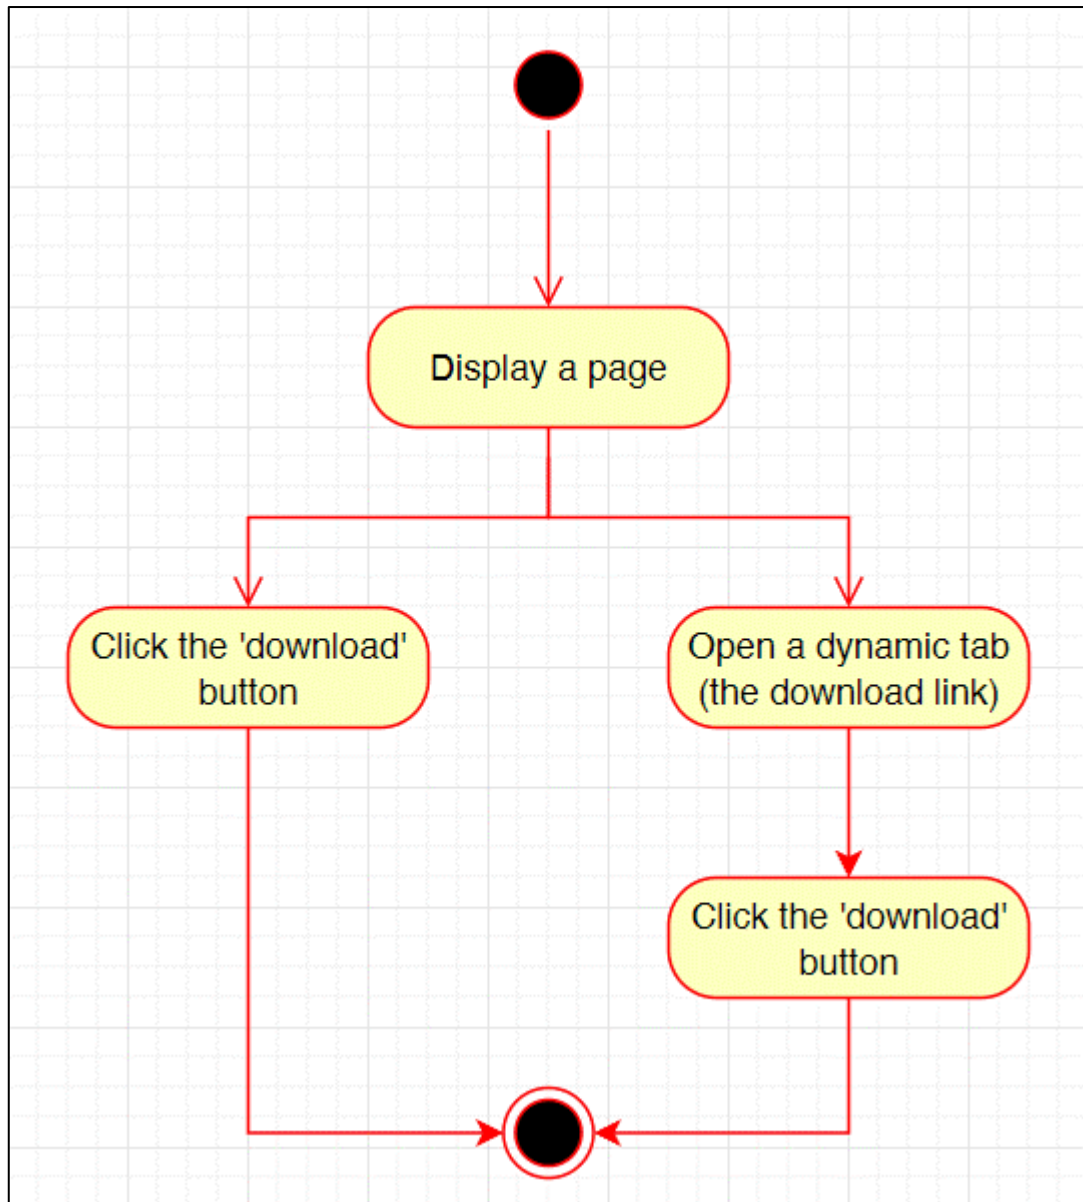 Display a page
Click the 'download'
button
Open a dynamic tab
(the download link)
Click the 'download'
button